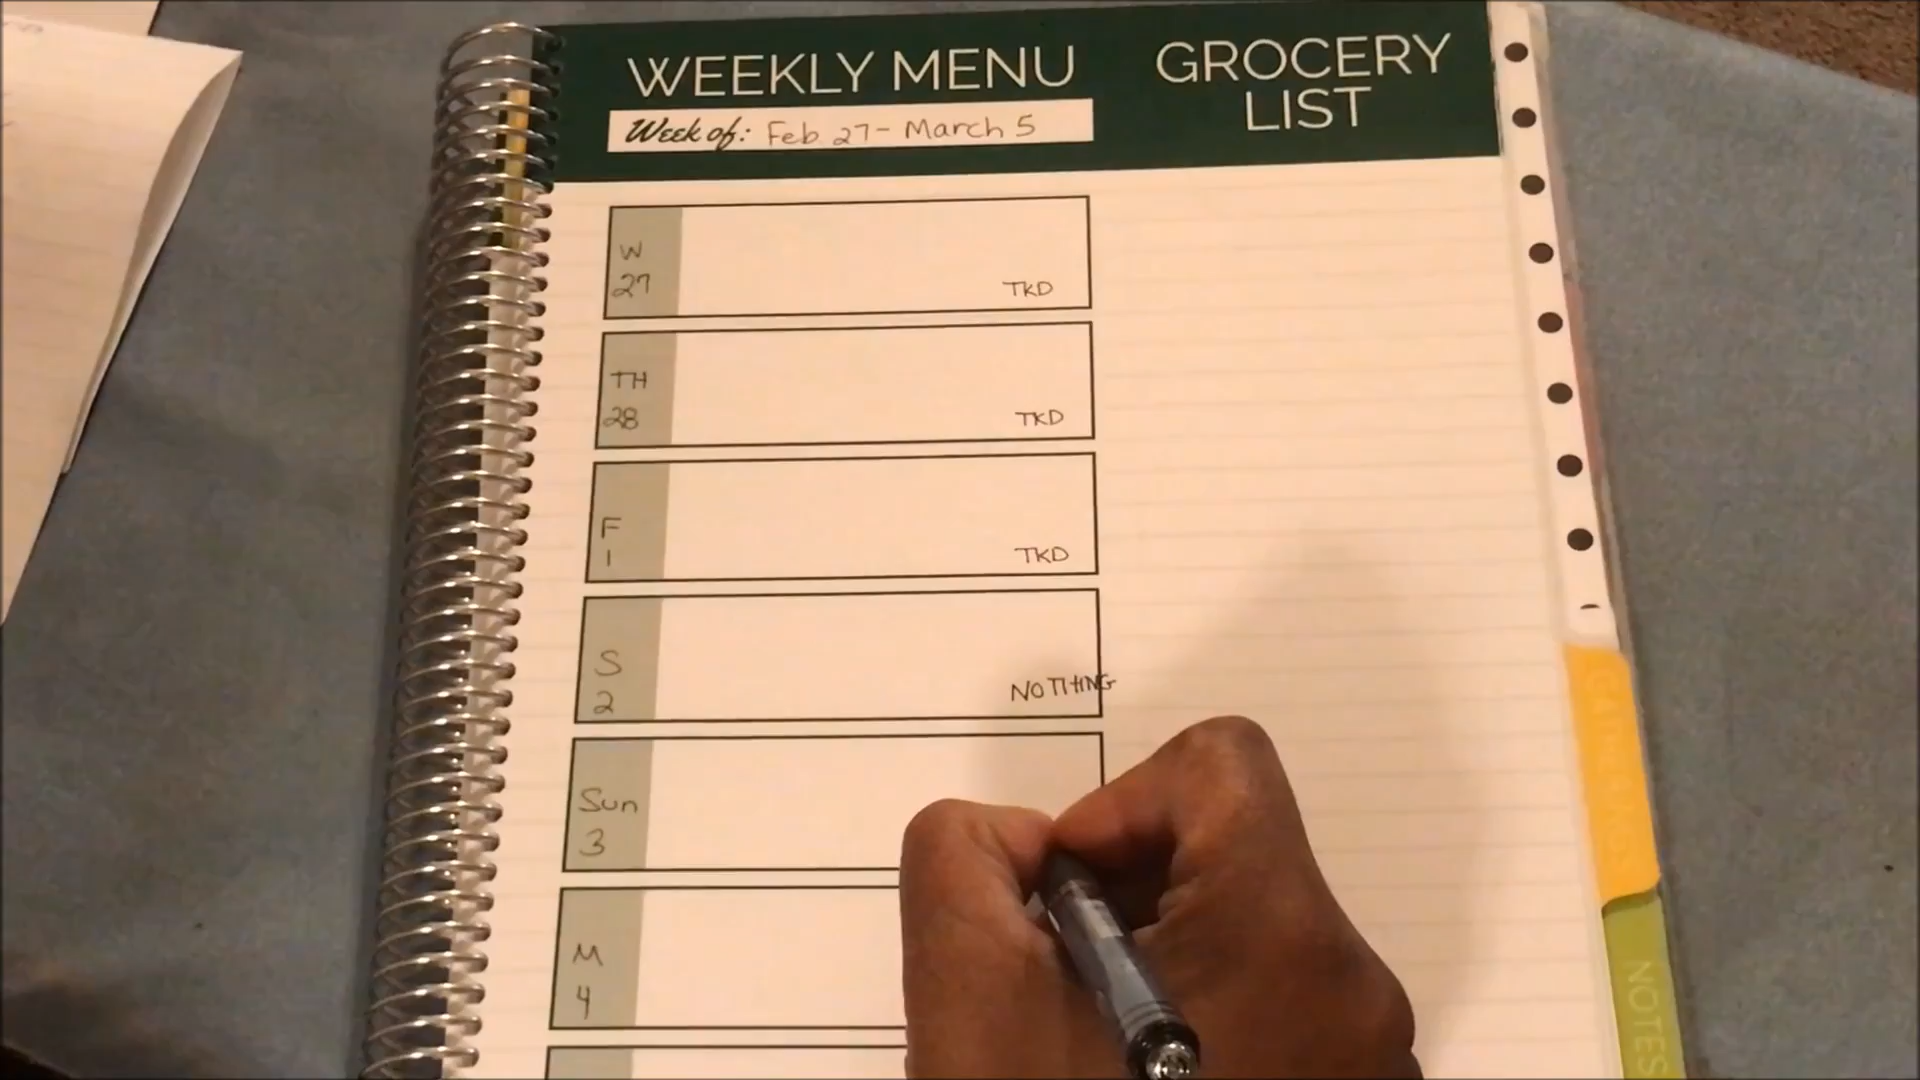 WEEKLY MENU
Week of: Feb 27 - March 5
GROCERY
LIST
W
27
TKD
TH
28
TKD
F
1
TKD
S
2
NOTHING
Sun
3
M
4
NOTES